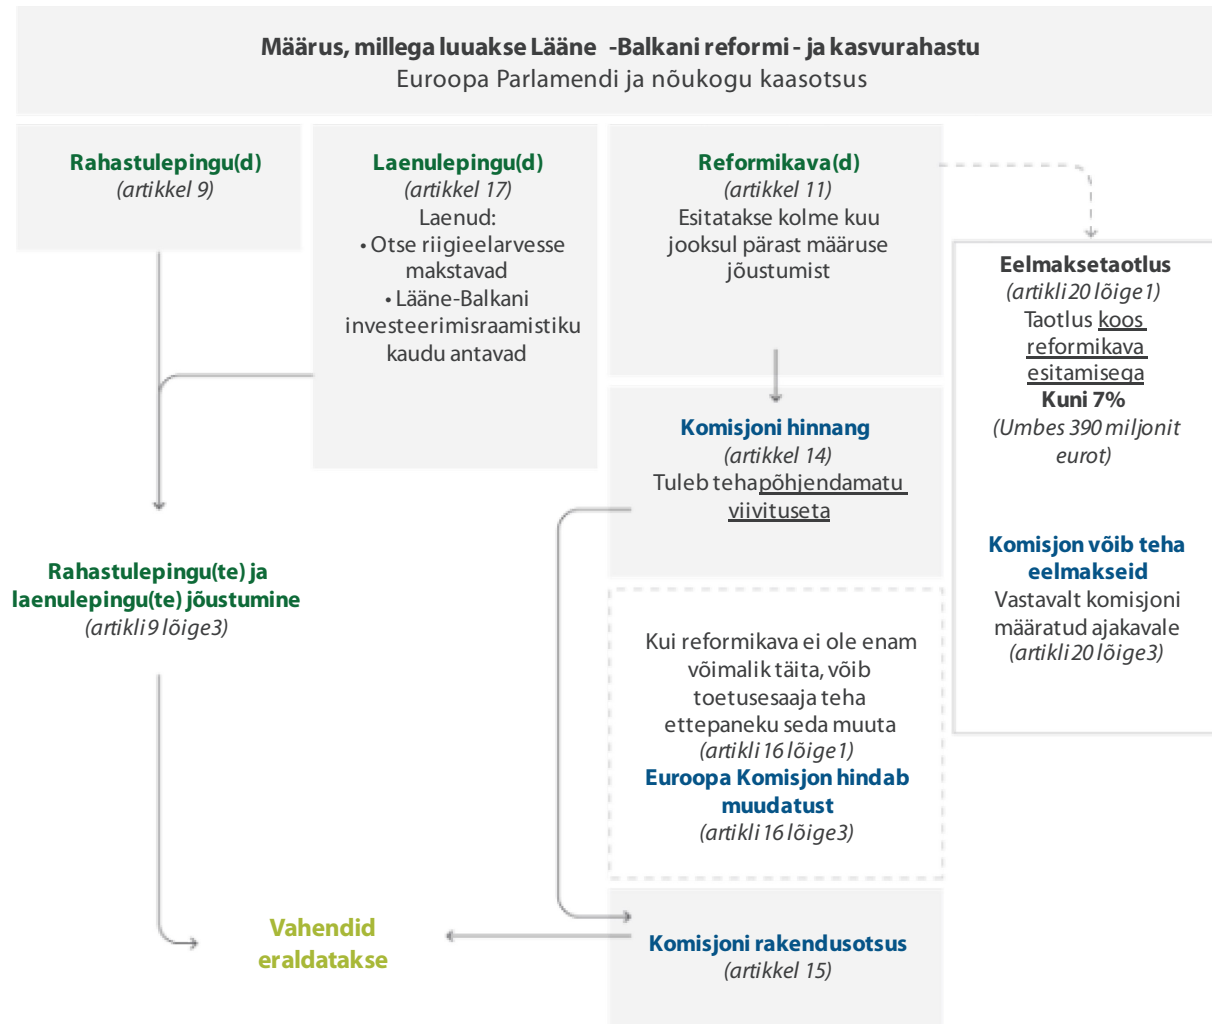 Määrus, millega luuakse Lääne -Balkani reformi - ja kasvurahastu
Euroopa Parlamendi ja nõukogu kaasotsus
Rahastulepingu(d)
(artikkel 9)
Laenulepingu(d)
(artikkel 17)
Laenud:
• Otse riigieelarvesse
makstavad
• Lääne-Balkani
investeerimisraamistiku
kaudu antavad
Reformikava(d)
(artikkel 11)
Esitatakse kolme kuu
jooksul pärast määruse
jõustumist
Eelmaksetaotlus
(artikli 20 lõige 1)
Taotlus koos
reformikava
esitamisega
Kuni 7%
(Umbes 390 miljonit
eurot)
Komisjon võib teha
eelmakseid
Vastavalt komisjoni
määratud ajakavale
(artikli 20 lõige 3)
Komisjoni hinnang
(artikkel 14)
Tuleb teha põhjendamatu
viivituseta
Rahastulepingu(te) ja
laenulepingu(te) jõustumine
(artikli 9 lõige 3)
Kui reformikava ei ole enam
võimalik täita, võib
toetusesaaja teha
ettepaneku seda muuta
(artikli 16 lõige 1)
Euroopa Komisjon hindab
muudatust
(artikli 16 lõige 3)
Vahendid
eraldatakse
Komisjoni rakendusotsus
(artikkel 15)